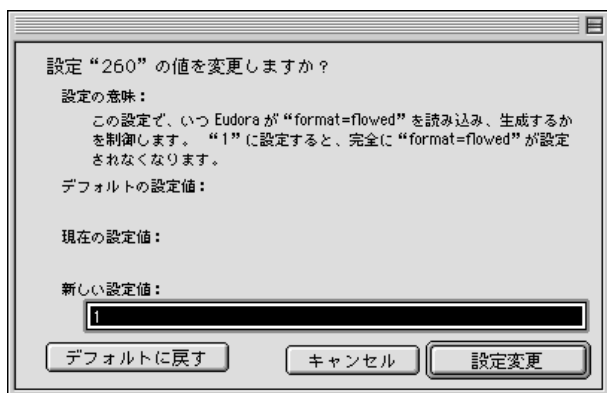 設定“260”の値を変更しますか？
設定の意味：
この設定で、いつ Eudora が“format=flowed”を読み込み、生成するか
を制御します。 “1”に設定すると、完全に“format=flowed”が設定
されなくなります。
デフォルトの設定値：
現在の設定値：
新しい設定値：
1
デフォルトに戻す
キャンセル
設定変更